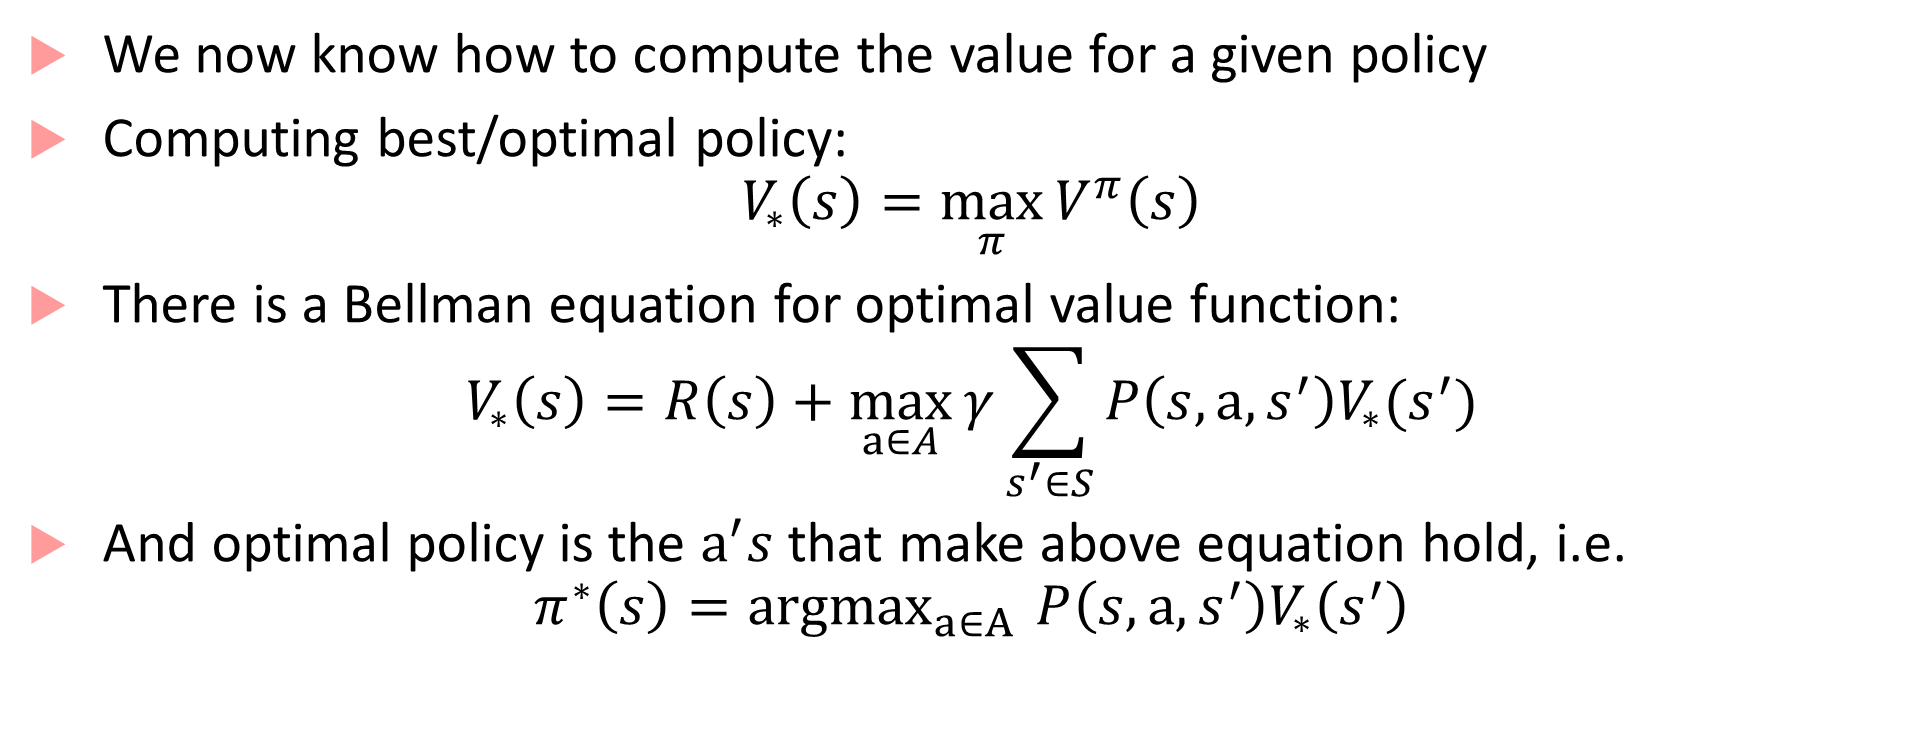 We now know how to compute the value for a given policy
Computing best/optimal policy:
V∗(s) = max_π V^π(s)
There is a Bellman equation for optimal value function:
V∗(s) = R(s) + max_{a∈A} γ ∑_{s′∈S} P(s, a, s′)V∗(s′)
And optimal policy is the a′s that make above equation hold, i.e.
π*(s) = argmax_{a∈A} P(s, a, s′)V∗(s′)